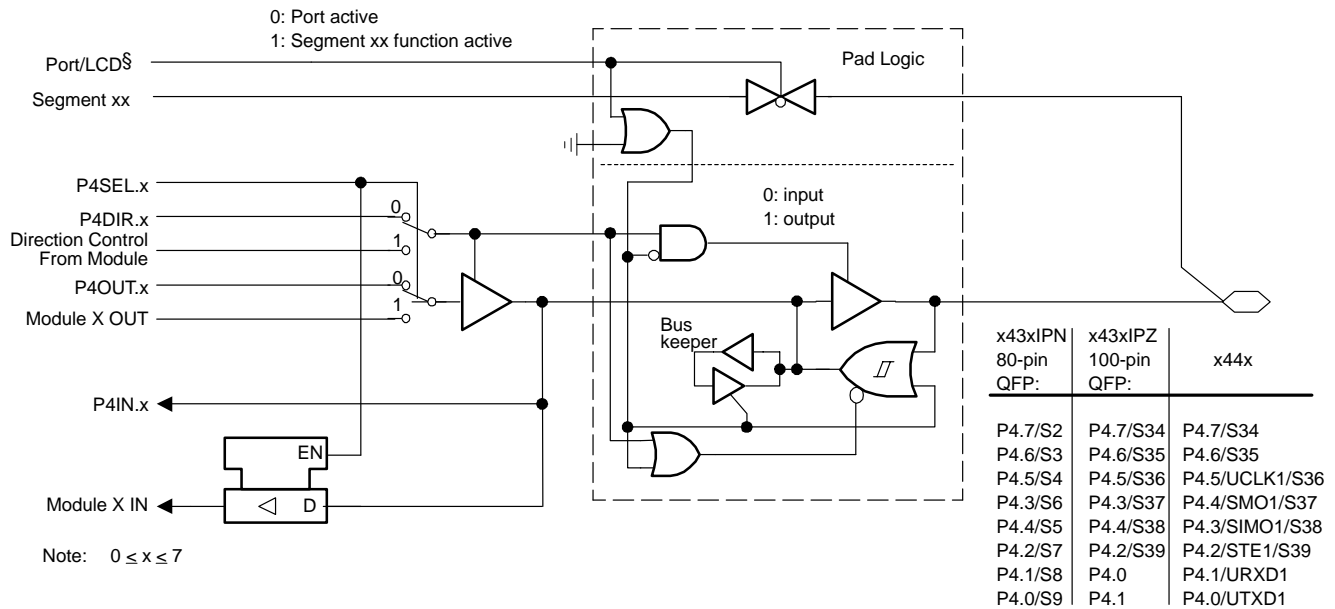 0: Port active
1: Segment xx function active
Port/LCD§
Segment xx
Pad Logic
P4SEL.x
P4DIR.x
Direction Control
From Module
P4OUT.x
Module X OUT
0
1
0
1
0: input
1: output
Bus
keeper
P4IN.x
EN
D
Module X IN
Note: 0 ≤ x ≤ 7
x43xIPN x43xIPZ
80-pin 100-pin x44x
QFP: QFP:
P4.7/S2 P4.7/S34 P4.7/S34
P4.6/S3 P4.6/S35 P4.6/S35
P4.5/S4 P4.5/S36 P4.5/UCLK1/S36
P4.3/S6 P4.3/S37 P4.4/SMO1/S37
P4.4/S5 P4.4/S38 P4.3/SIMO1/S38
P4.2/S7 P4.2/S39 P4.2/STE1/S39
P4.1/S8 P4.0 P4.1/URXD1
P4.0/S9 P4.1 P4.0/UTXD1